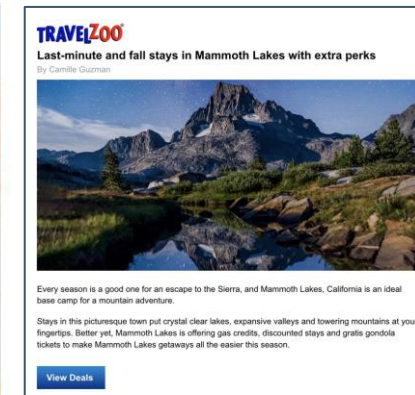 TRAVELZOO®
Last-minute and fall stays in Mammoth Lakes with extra perks
By Camille Guzman
Every season is a good one for an escape to the Sierra, and Mammoth Lakes, California is an ideal
base camp for a mountain adventure.
Stays in this picturesque town put crystal clear lakes, expansive valleys and towering mountains at you
fingertips. Better yet, Mammoth Lakes is offering gas credits, discounted stays and gratis gondola
tickets to make Mammoth Lakes getaways all the easier this season.
View Deals